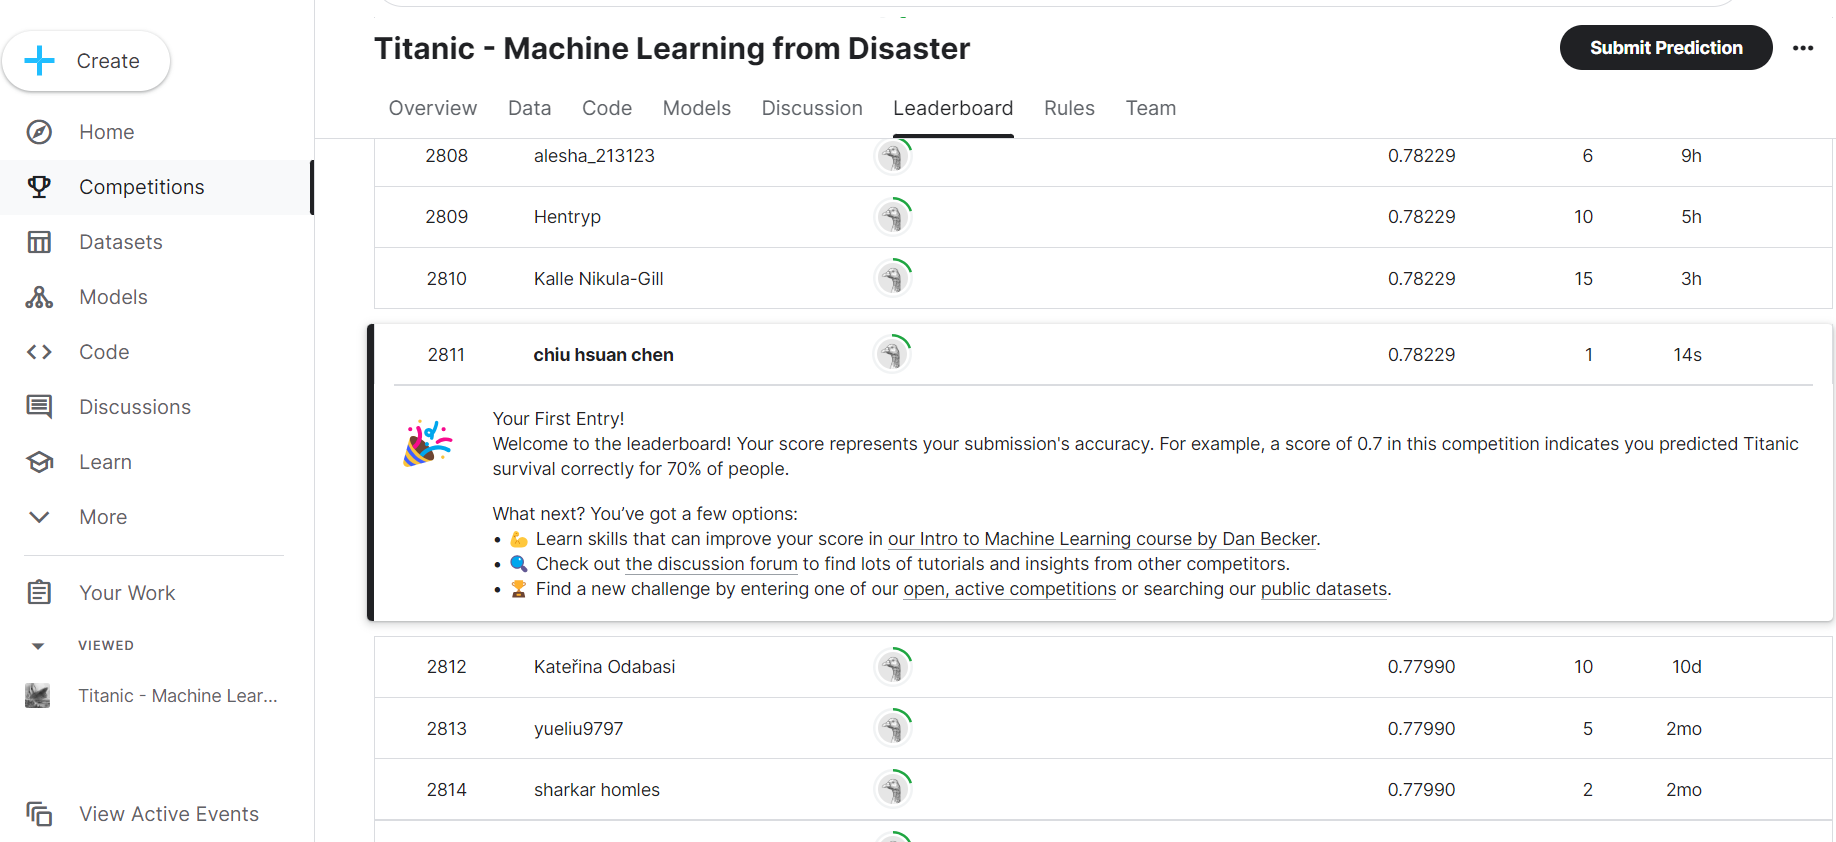 Create
Home
Competitions
Datasets
Models
Code
Discussions
Learn
More
Your Work
VIEWED
Titanic - Machine Lear...
View Active Events
Titanic - Machine Learning from Disaster
Submit Prediction
Overview Data Code Models Discussion Leaderboard Rules Team
2808 alesha_213123 0.78229 6 9h
2809 Hentryp 0.78229 10 5h
2810 Kalle Nikula-Gill 0.78229 15 3h
2811 chiu hsuan chen 0.78229 1 14s
Your First Entry!
Welcome to the leaderboard! Your score represents your submission's accuracy. For example, a score of 0.7 in this competition indicates you predicted Titanic
survival correctly for 70% of people.
What next? You’ve got a few options:
• 💪 Learn skills that can improve your score in our Intro to Machine Learning course by Dan Becker.
• 🔍 Check out the discussion forum to find lots of tutorials and insights from other competitors.
• 🏆 Find a new challenge by entering one of our open, active competitions or searching our public datasets.
2812 Kateřina Odabasi 0.77990 10 10d
2813 yueliu9797 0.77990 5 2mo
2814 sharkar homles 0.77990 2 2mo